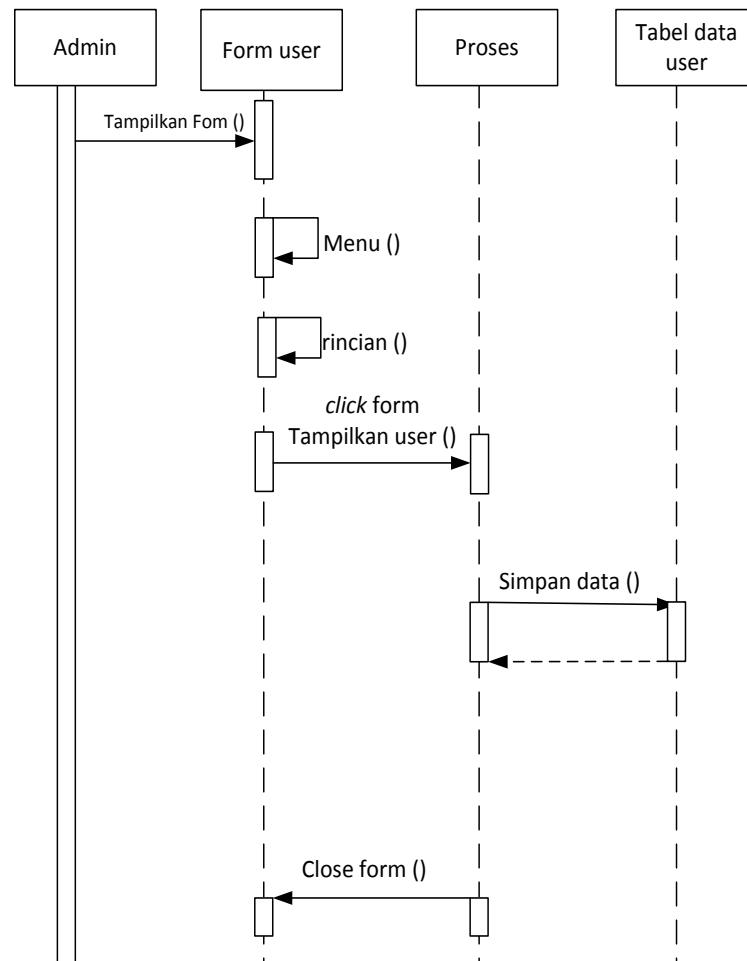 Admin
Form user
Proses
Tabel data
user
Tampilkan Fom ()
Menu ()
rincian ()
click form
Tampilkan user ()
Simpan data ()
Close form ()